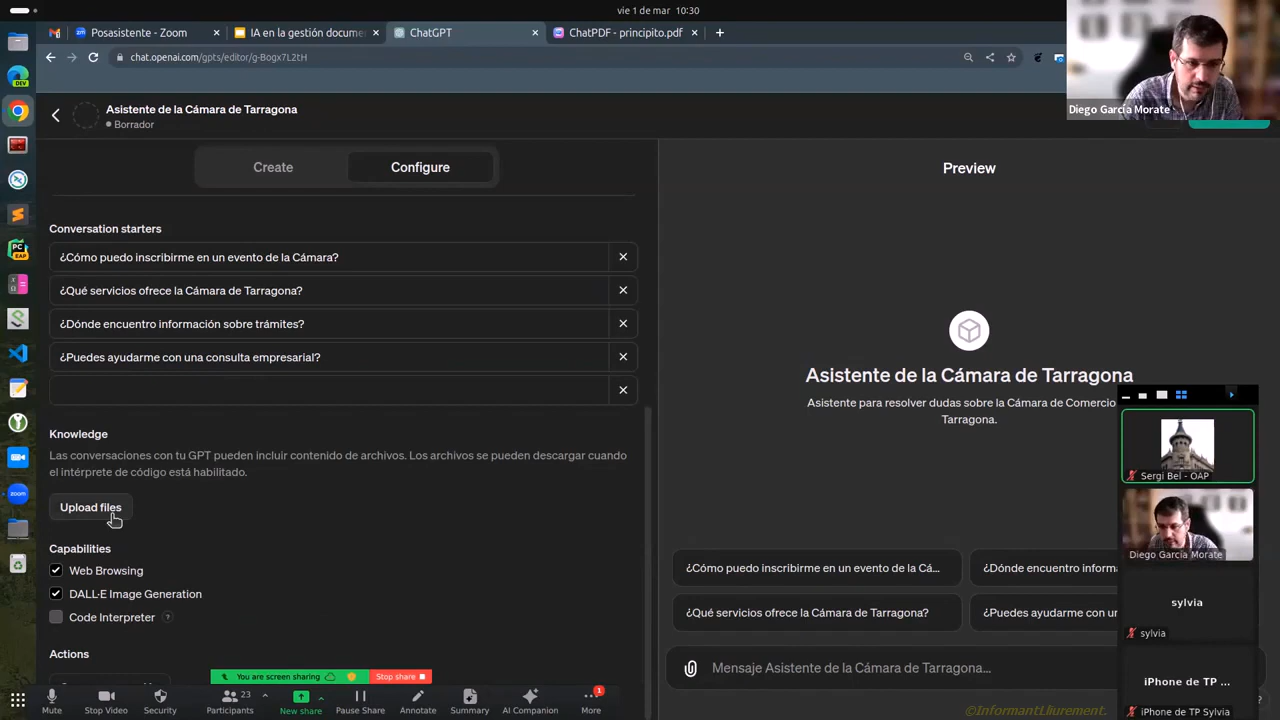 vie 1 de mar 10:30
Posasistente - Zoom
IA en la gestión docume
ChatGPT
ChatPDF - principito.pdf
chat.openai.com/gpts/editor/g-Bogx7L2tH
Diego García Morate
Asistente de la Cámara de Tarragona
Borrador
Create
Configure
Preview
Conversation starters
¿Cómo puedo inscribirme en un evento de la Cámara?
¿Qué servicios ofrece la Cámara de Tarragona?
¿Dónde encuentro información sobre trámites?
¿Puedes ayudarme con una consulta empresarial?
Knowledge
Las conversaciones con tu GPT pueden incluir contenido de archivos. Los archivos se pueden descargar cuando
el intérprete de código está habilitado.
Upload files
Capabilities
Web Browsing
DALL·E Image Generation
Code Interpreter
?
Actions
Asistente de la Cámara de Tarragona
Asistente para resolver dudas sobre la Cámara de Comercio
Tarragona.
¿Cómo puedo inscribirme en un evento de la Cá...
¿Dónde encuentro informa
¿Qué servicios ofrece la Cámara de Tarragona?
¿Puedes ayudarme con un
Mensaje Asistente de la Cámara de Tarragona...
Sergi Bel - OAP
Diego García Morate
sylvia
sylvia
iPhone de TP ...
iPhone de TP Sylvia
You are screen sharing
Stop share
Mute
Stop Video
Security
23
Participants
New share
Pause Share
Annotate
Summary
AI Companion
1
More
©InformantLliurement.
DEV
PC
EAP
zoom